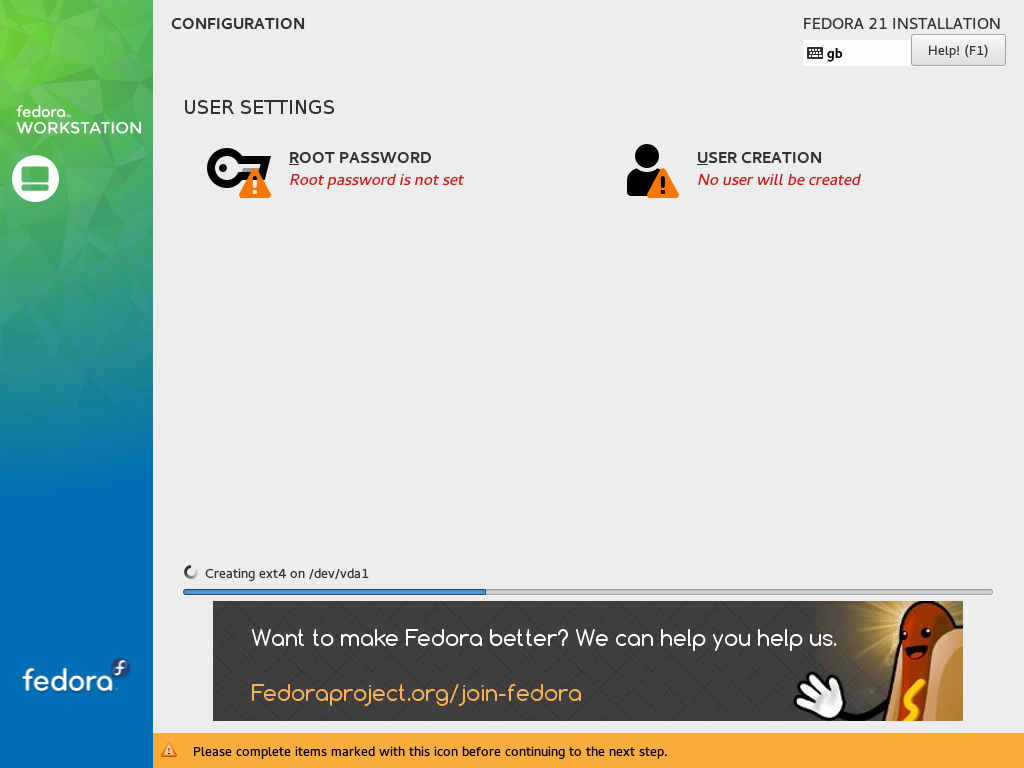 CONFIGURATION
FEDORA 21 INSTALLATION
gb
Help! (F1)
fedora™
WORKSTATION
USER SETTINGS
ROOT PASSWORD
Root password is not set
USER CREATION
No user will be created
Creating ext4 on /dev/vda1
Want to make Fedora better? We can help you help us.
Fedoraproject.org/join-fedora
fedora
Please complete items marked with this icon before continuing to the next step.